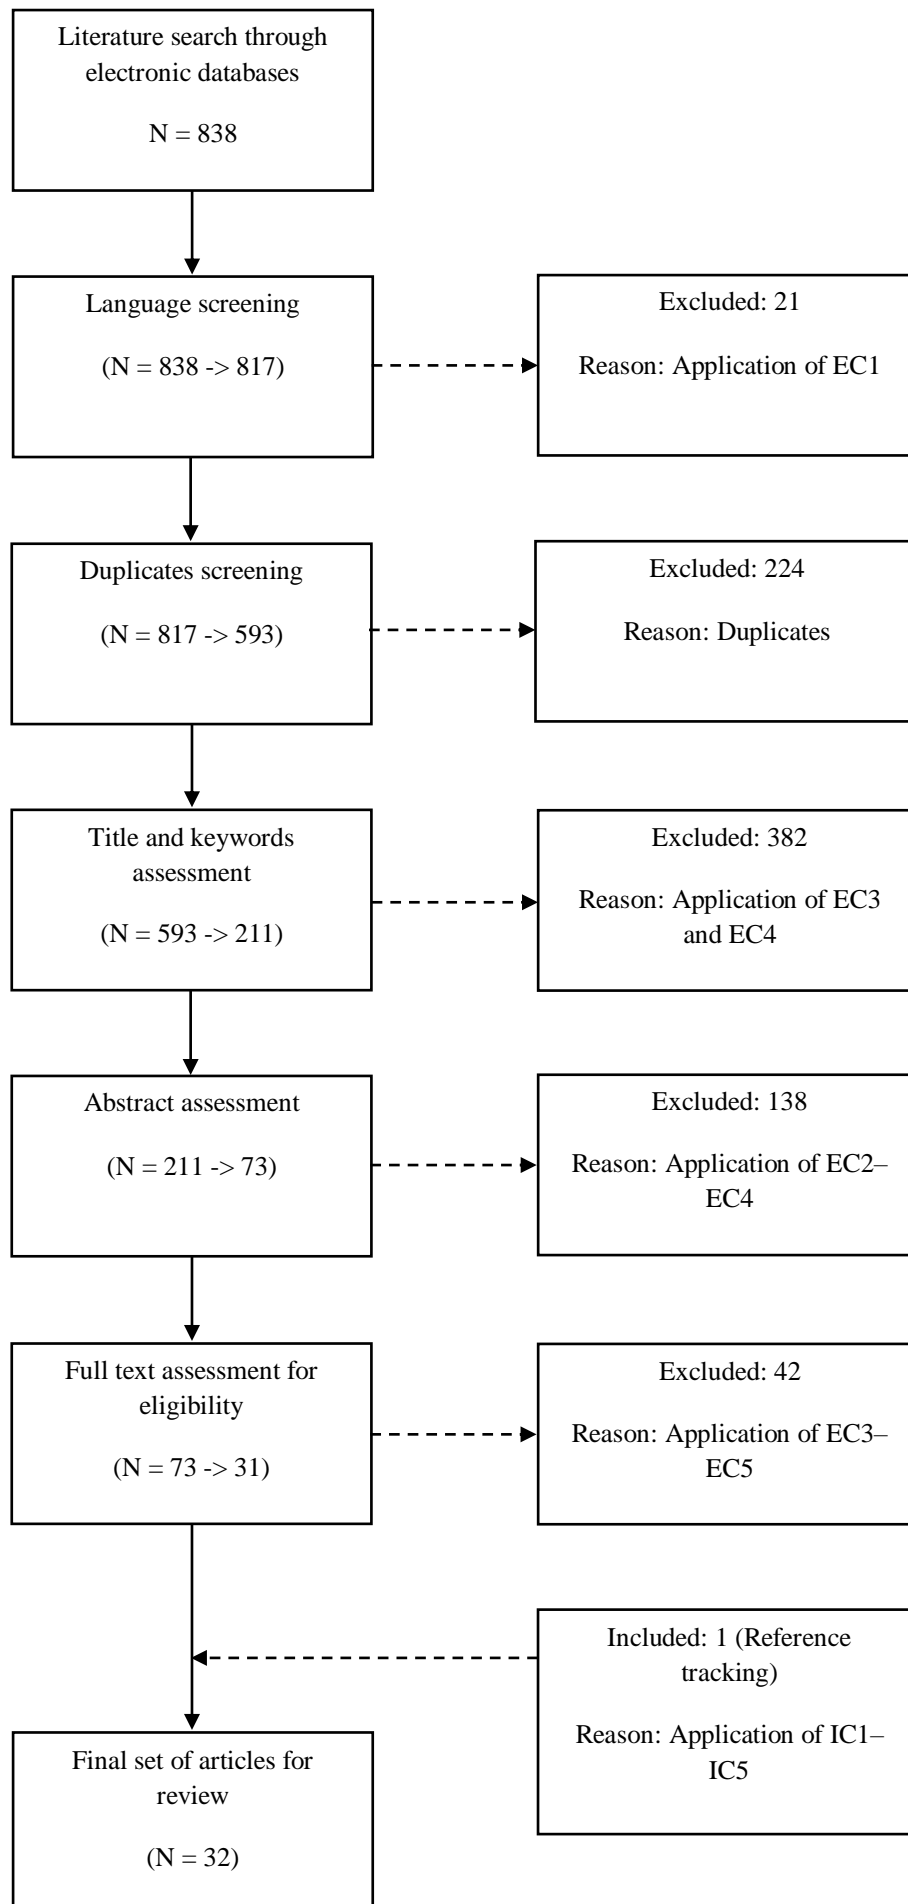 Literature search through
electronic databases
N = 838
Language screening
(N = 838 -> 817)
Excluded: 21
Reason: Application of EC1
Duplicates screening
(N = 817 -> 593)
Excluded: 224
Reason: Duplicates
Title and keywords
assessment
(N = 593 -> 211)
Excluded: 382
Reason: Application of EC3
and EC4
Abstract assessment
(N = 211 -> 73)
Excluded: 138
Reason: Application of EC2–
EC4
Full text assessment for
eligibility
(N = 73 -> 31)
Excluded: 42
Reason: Application of EC3–
EC5
Included: 1 (Reference
tracking)
Reason: Application of IC1–
IC5
Final set of articles for
review
(N = 32)